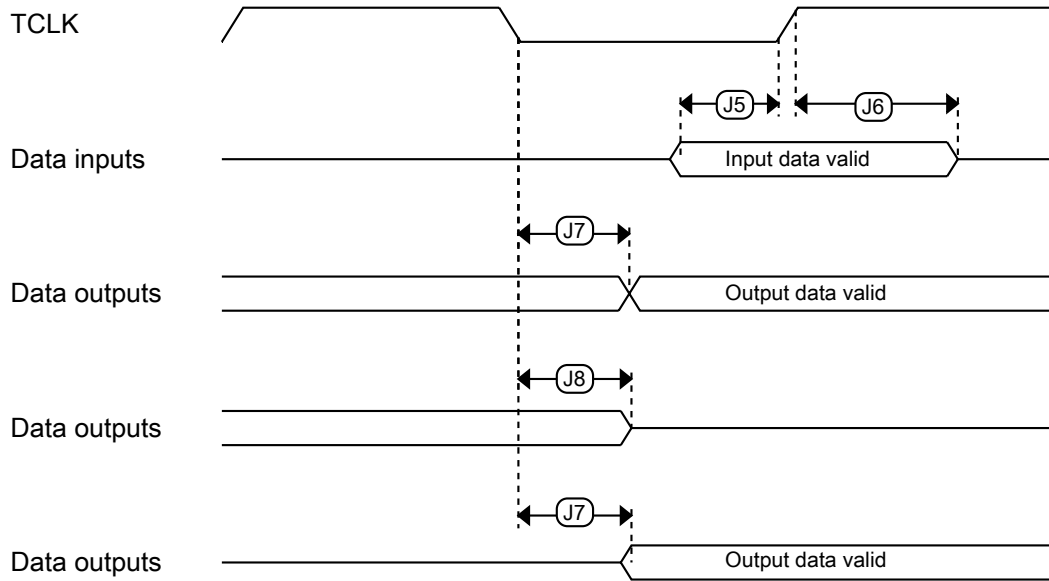 TCLK
J5
J6
Data inputs
Input data valid
J7
Data outputs
Output data valid
J8
Data outputs
J7
Data outputs
Output data valid